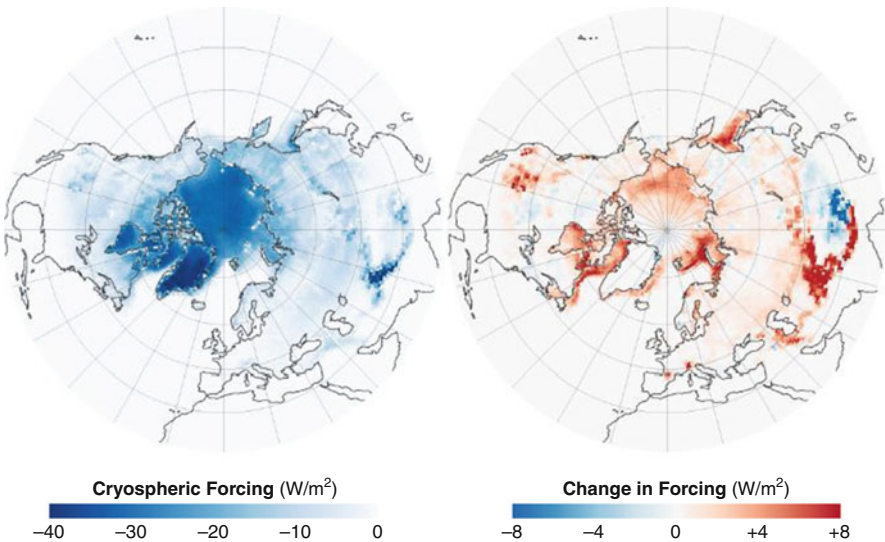 Cryospheric Forcing (W/m²)
−40 −30 −20 −10 0
Change in Forcing (W/m²)
−8 −4 0 +4 +8